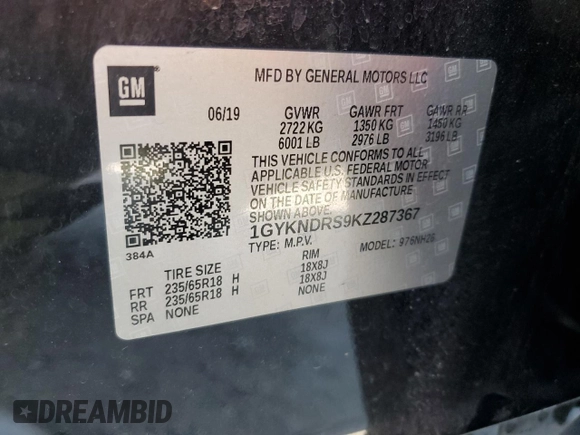 GM
MFD BY GENERAL MOTORS LLC
06/19 GVWR GAWR FRT GAWR RR
2722 KG 1350 KG 1450 KG
6001 LB 2976 LB 3196 LB
THIS VEHICLE CONFORMS TO ALL
APPLICABLE U.S. FEDERAL MOTOR
VEHICLE SAFETY STANDARDS IN EFFECT
ON THE DATE OF MANUFACTURE
SHOWN ABOVE.
1GYKNDRS9KZ287367
TYPE: M.P.V. MODEL: 976NH26
384A
TIRE SIZE RIM
FRT 235/65R18 H 18X8J
RR 235/65R18 H 18X8J
SPA NONE NONE
DREAMBID